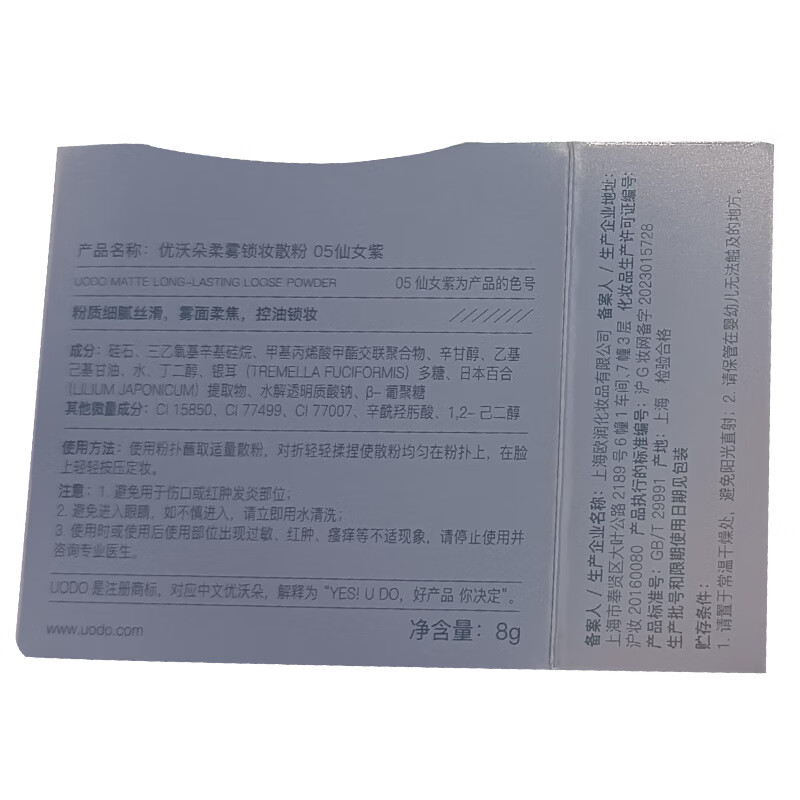 产品名称：优沃朵柔雾锁妆散粉 05仙女紫
UODO MATTE LONG-LASTING LOOSE POWDER 05 仙女紫为产品的色号
粉质细腻丝滑，雾面柔焦，控油锁妆
成分：硅石、三乙氧基辛基硅烷、甲基丙烯酸甲酯交联聚合物、辛甘醇、乙基
己基甘油、水、丁二醇、银耳（TREMELLA FUCIFORMIS）多糖、日本百合
（LILIUM JAPONICUM）提取物、水解透明质酸钠、β- 葡聚糖
其他微量成分：CI 15850、CI 77499、CI 77007、辛酰羟肟酸、1,2- 己二醇
使用方法：使用粉扑蘸取适量散粉，对折轻轻揉捏使散粉均匀在粉扑上，在脸
上轻轻按压定妆。
注意：1. 避免用于伤口或红肿发炎部位；
2. 避免进入眼睛，如不慎进入，请立即用水清洗；
3. 使用时或使用后使用部位出现过敏、红肿、瘙痒等不适现象，请停止使用并
咨询专业医生。
UODO 是注册商标，对应中文优沃朵，解释为“YES! U DO，好产品 你决定”。
www.uodo.com 净含量：8g
备案人 / 生产企业名称：上海欧润化妆品有限公司 备案人 / 生产企业地址：
上海市奉贤区大叶公路 2189 号 6 幢 1 车间,7 幢 3 层 化妆品生产许可证编号：
沪妆 20160080 产品执行的标准编号：沪 G 妆网备字 2023015728
产品标准号：GB/T 29991 产地：上海 检验合格
生产批号和限期使用日期见包装
贮存条件：
1. 请置于常温干燥处，避免阳光直射；2. 请保管在婴幼儿无法触及的地方。